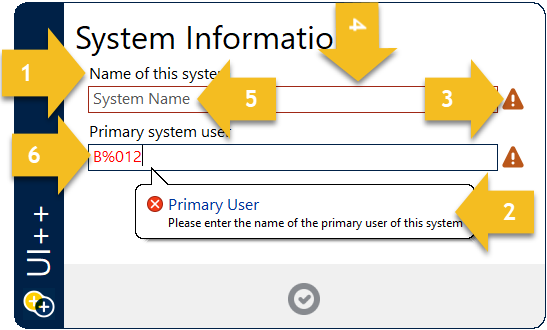 System Informatio
4
1
Name of this syste
System Name
5
3
Primary system user
6
B%012
Primary User
Please enter the name of the primary user of this system
2
UI++